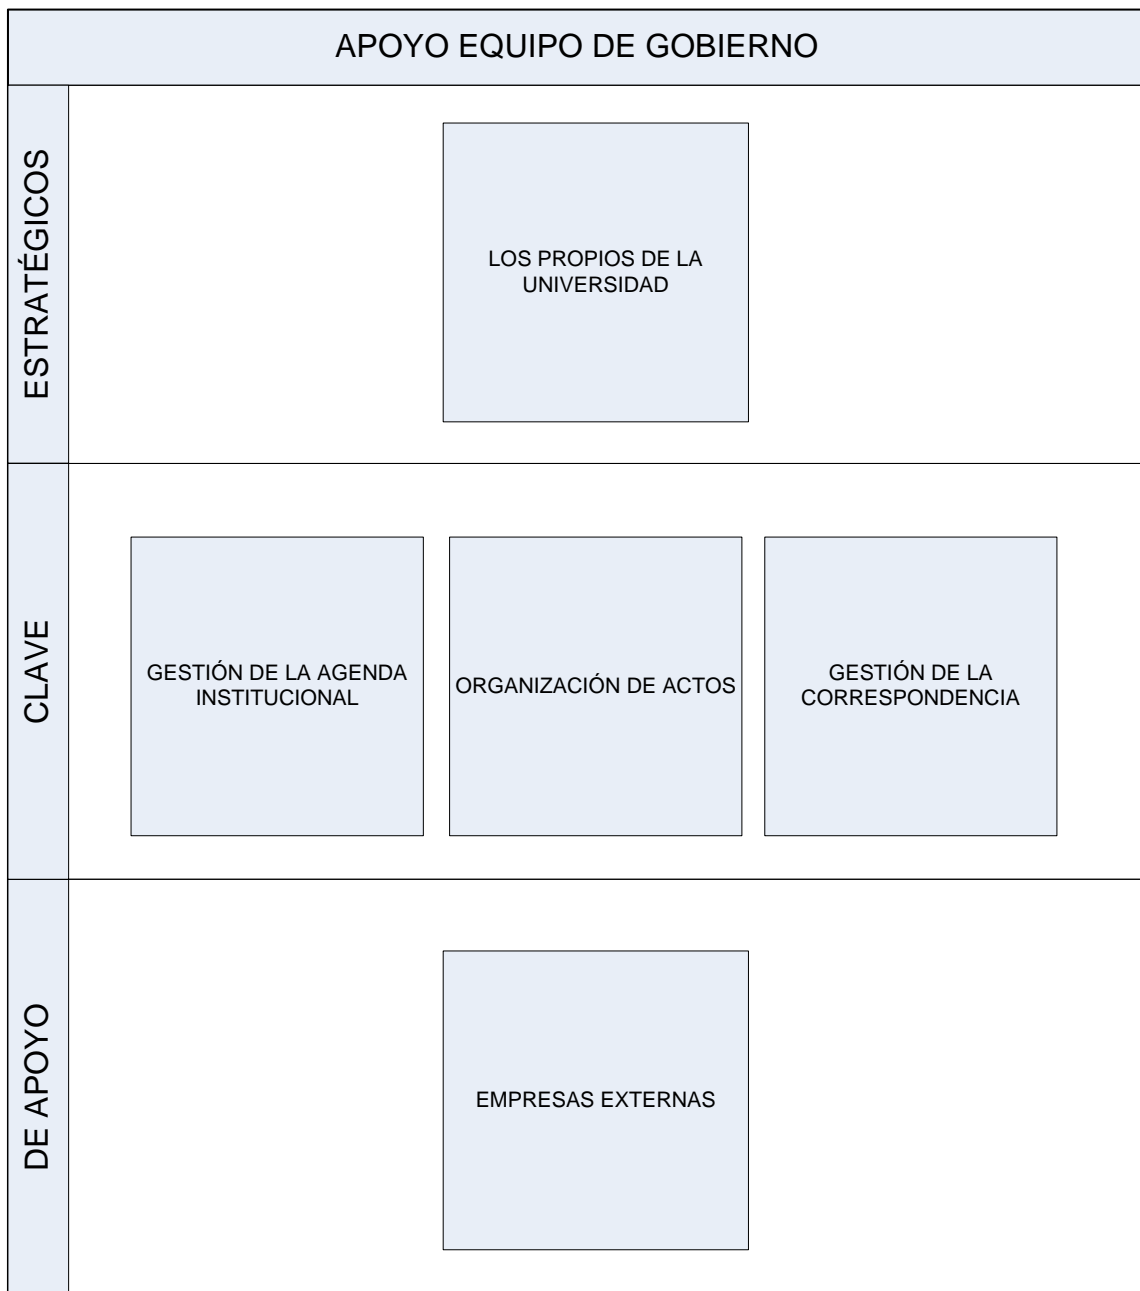 APOYO EQUIPO DE GOBIERNO
ESTRATÉGICOS
LOS PROPIOS DE LA
UNIVERSIDAD
CLAVE
GESTIÓN DE LA AGENDA
INSTITUCIONAL
ORGANIZACIÓN DE ACTOS
GESTIÓN DE LA
CORRESPONDENCIA
DE APOYO
EMPRESAS EXTERNAS